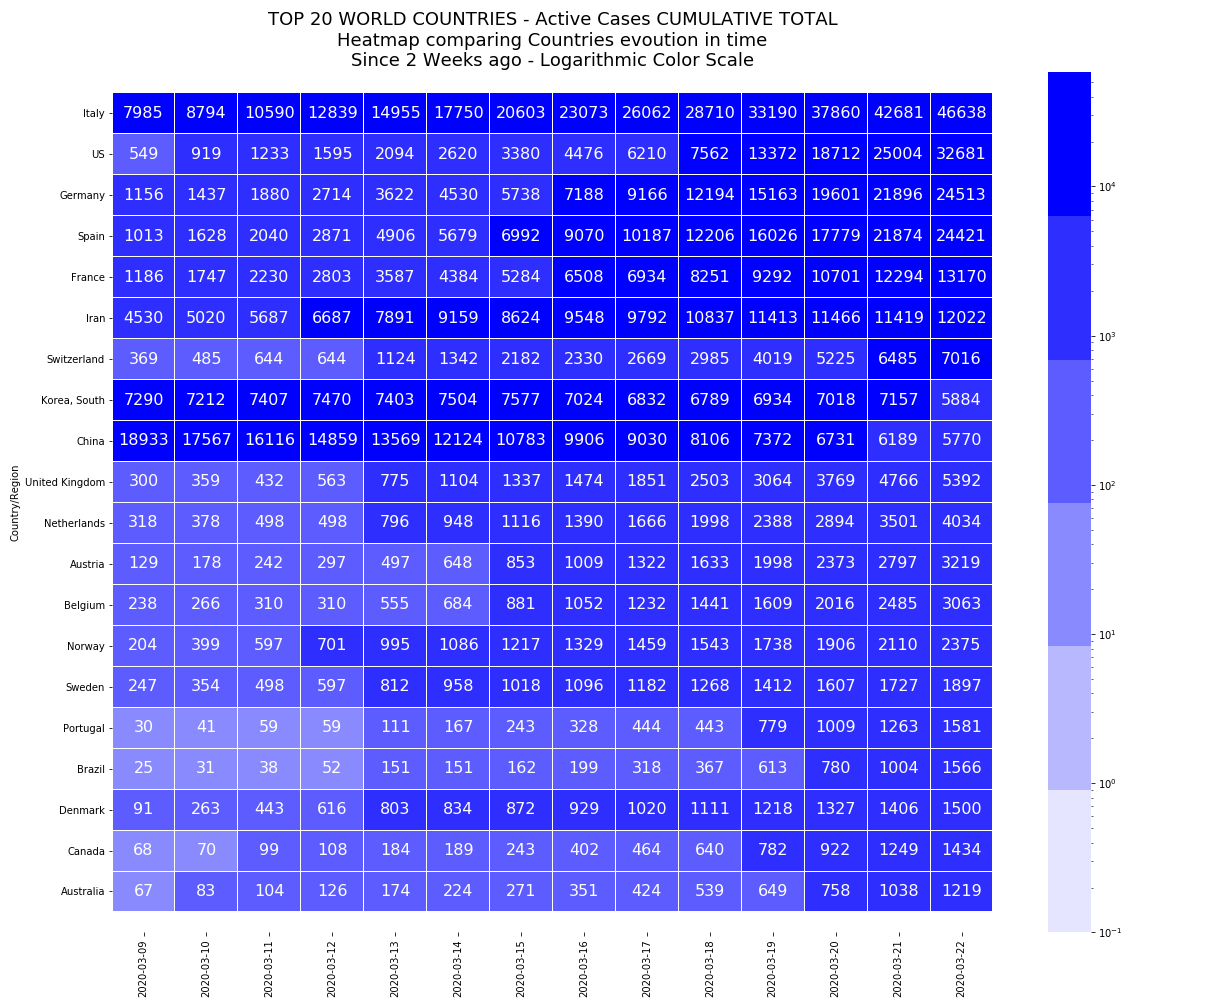 TOP 20 WORLD COUNTRIES - Active Cases CUMULATIVE TOTAL
Heatmap comparing Countries evoution in time
Since 2 Weeks ago - Logarithmic Color Scale
Italy 7985 8794 10590 12839 14955 17750 20603 23073 26062 28710 33190 37860 42681 46638
US 549 919 1233 1595 2094 2620 3380 4476 6210 7562 13372 18712 25004 32681
Germany 1156 1437 1880 2714 3622 4530 5738 7188 9166 12194 15163 19601 21896 24513
Spain 1013 1628 2040 2871 4906 5679 6992 9070 10187 12206 16026 17779 21874 24421
France 1186 1747 2230 2803 3587 4384 5284 6508 6934 8251 9292 10701 12294 13170
Iran 4530 5020 5687 6687 7891 9159 8624 9548 9792 10837 11413 11466 11419 12022
Switzerland 369 485 644 644 1124 1342 2182 2330 2669 2985 4019 5225 6485 7016
Korea, South 7290 7212 7407 7470 7403 7504 7577 7024 6832 6789 6934 7018 7157 5884
China 18933 17567 16116 14859 13569 12124 10783 9906 9030 8106 7372 6731 6189 5770
United Kingdom 300 359 432 563 775 1104 1337 1474 1851 2503 3064 3769 4766 5392
Netherlands 318 378 498 498 796 948 1116 1390 1666 1998 2388 2894 3501 4034
Austria 129 178 242 297 497 648 853 1009 1322 1633 1998 2373 2797 3219
Belgium 238 266 310 310 555 684 881 1052 1232 1441 1609 2016 2485 3063
Norway 204 399 597 701 995 1086 1217 1329 1459 1543 1738 1906 2110 2375
Sweden 247 354 498 597 812 958 1018 1096 1182 1268 1412 1607 1727 1897
Portugal 30 41 59 59 111 167 243 328 444 443 779 1009 1263 1581
Brazil 25 31 38 52 151 151 162 199 318 367 613 780 1004 1566
Denmark 91 263 443 616 803 834 872 929 1020 1111 1218 1327 1406 1500
Canada 68 70 99 108 184 189 243 402 464 640 782 922 1249 1434
Australia 67 83 104 126 174 224 271 351 424 539 649 758 1038 1219
Country/Region
2020-03-09 2020-03-10 2020-03-11 2020-03-12 2020-03-13 2020-03-14 2020-03-15 2020-03-16 2020-03-17 2020-03-18 2020-03-19 2020-03-20 2020-03-21 2020-03-22
10⁴
10³
10²
10¹
10⁰
10⁻¹